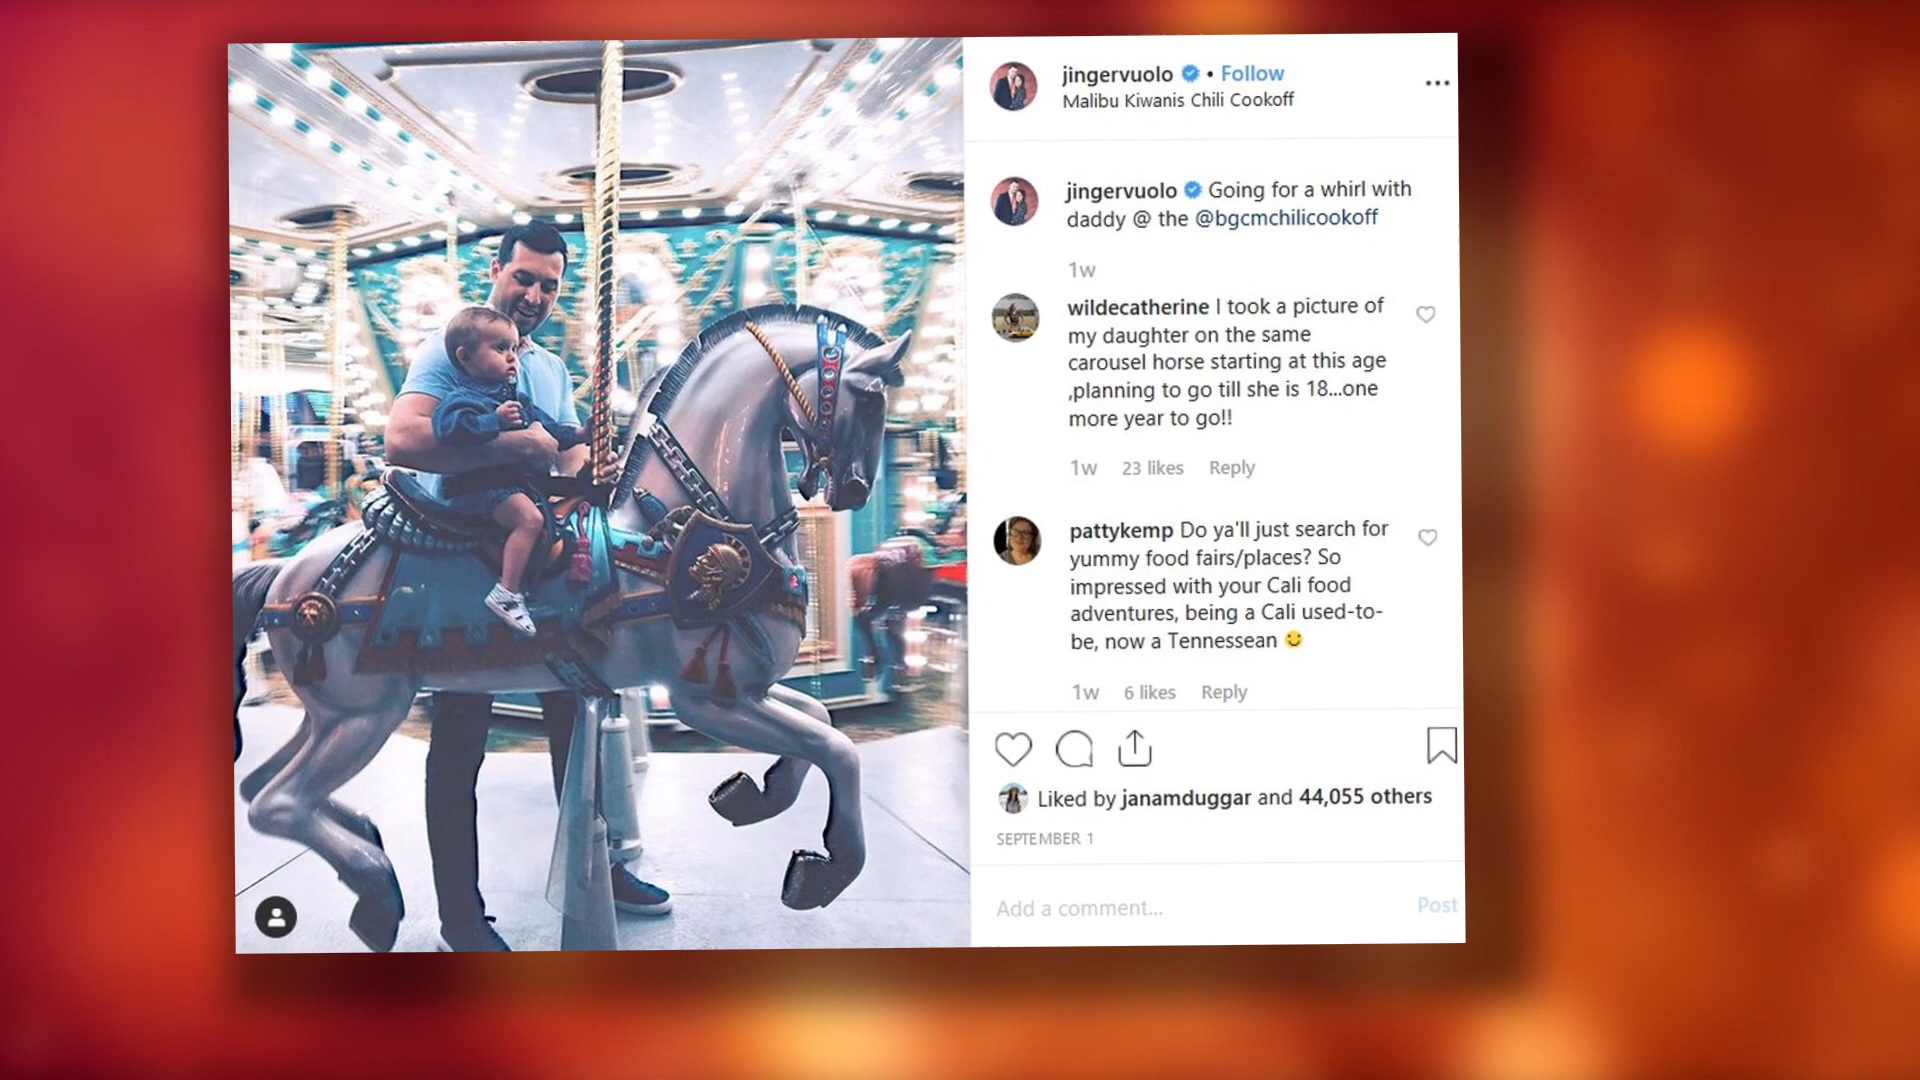 jingervuolo • Follow
Malibu Kiwanis Chili Cookoff
jingervuolo Going for a whirl with
daddy @ the @bgcmchilicookoff
1w
wildecatherine I took a picture of
my daughter on the same
carousel horse starting at this age
,planning to go till she is 18...one
more year to go!!
1w 23 likes Reply
pattykemp Do ya'll just search for
yummy food fairs/places? So
impressed with your Cali food
adventures, being a Cali used-to-
be, now a Tennessean
1w 6 likes Reply
Liked by janamduggar and 44,055 others
SEPTEMBER 1
Add a comment... Post